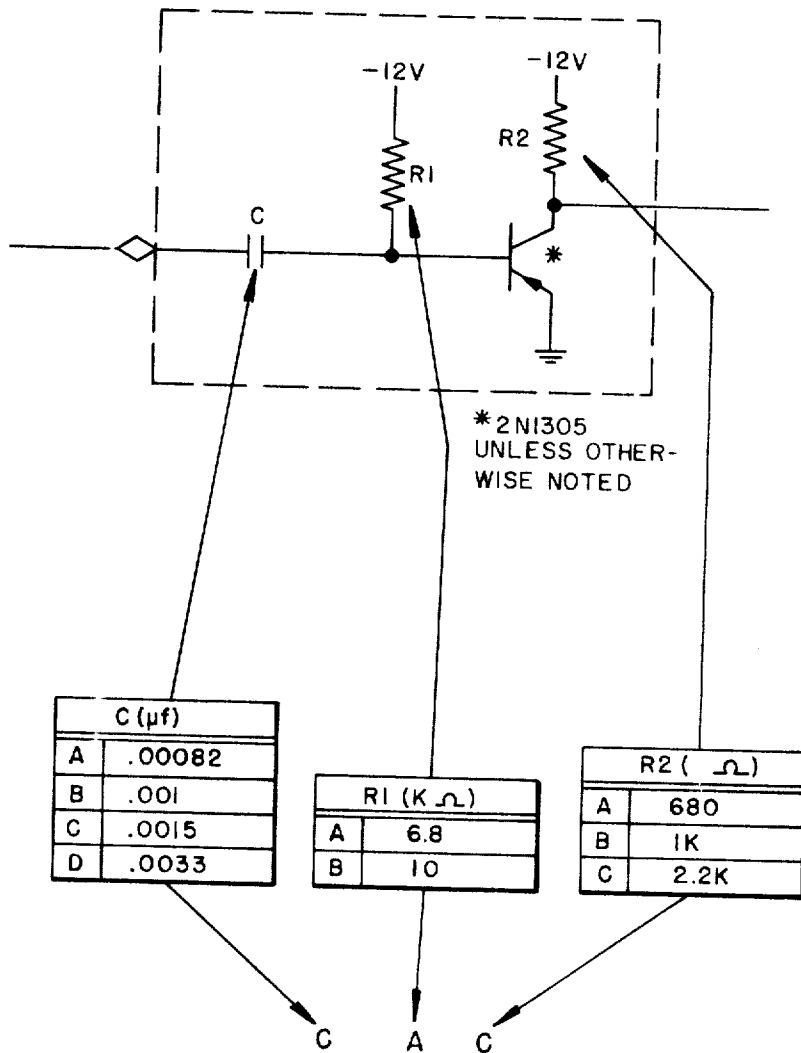 -12V
-12V
R2
R1
C
*
*2N1305
UNLESS OTHER-
WISE NOTED
C (µf)
A .00082
B .001
C .0015
D .0033
R1 (K Ω)
A 6.8
B 10
R2 ( Ω)
A 680
B 1K
C 2.2K
C A C